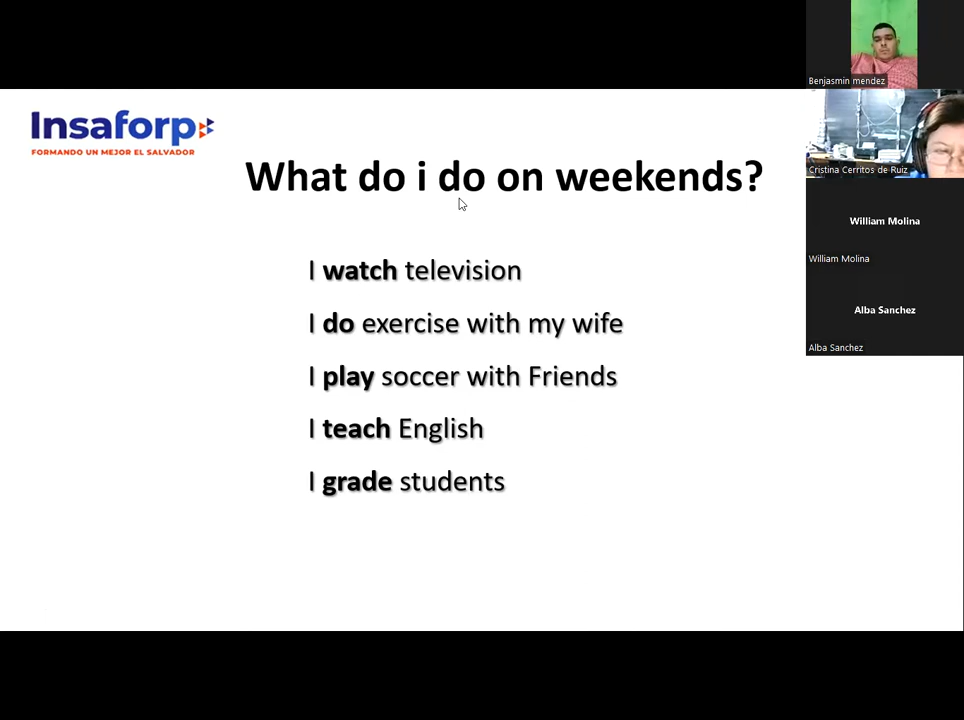 Benjasmin mendez
Insaforp
FORMANDO UN MEJOR EL SALVADOR
What do i do on weekends?
Cristina Cerritos de Ruiz
William Molina
William Molina
I watch television
Alba Sanchez
I do exercise with my wife
Alba Sanchez
I play soccer with Friends
I teach English
I grade students